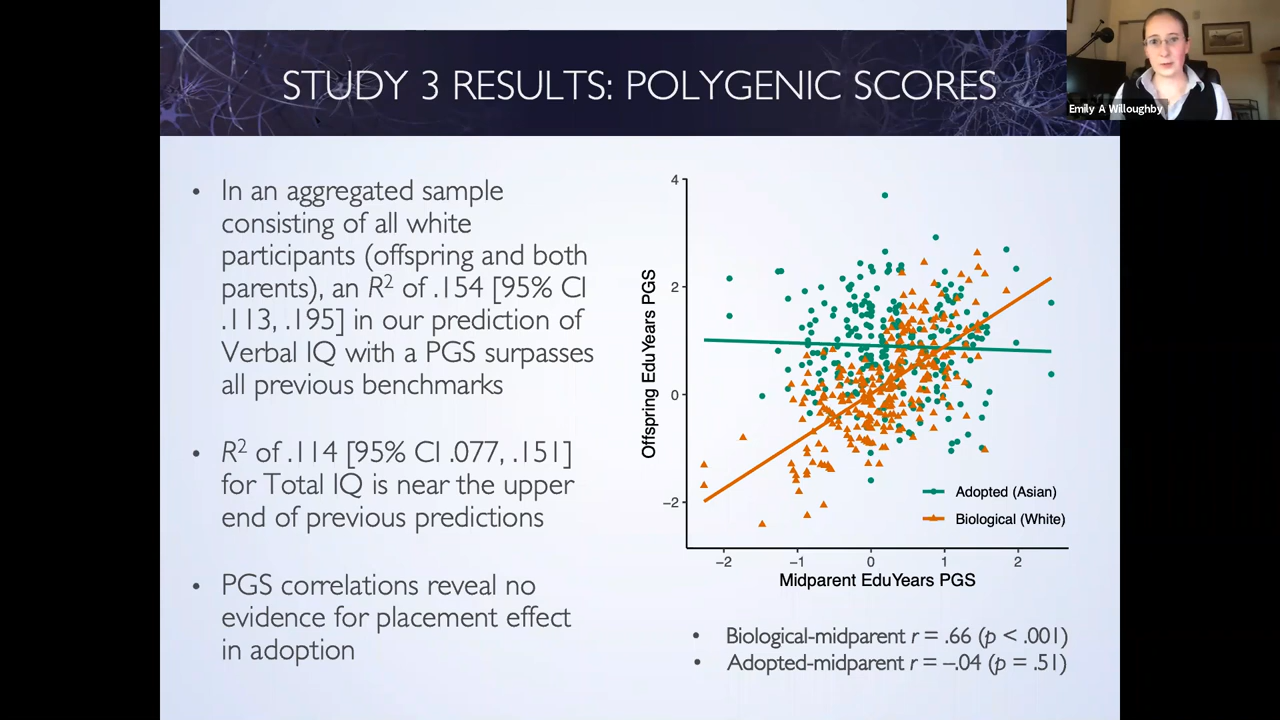 STUDY 3 RESULTS: POLYGENIC SCORES
Emily A Willoughby
• In an aggregated sample
consisting of all white
participants (offspring and both
parents), an R² of .154 [95% CI
.113, .195] in our prediction of
Verbal IQ with a PGS surpasses
all previous benchmarks
• R² of .114 [95% CI .077, .151]
for Total IQ is near the upper
end of previous predictions
• PGS correlations reveal no
evidence for placement effect
in adoption
Offspring EduYears PGS
4
2
0
−2
Adopted (Asian)
Biological (White)
−2 −1 0 1 2
Midparent EduYears PGS
• Biological-midparent r = .66 (p < .001)
• Adopted-midparent r = −.04 (p = .51)